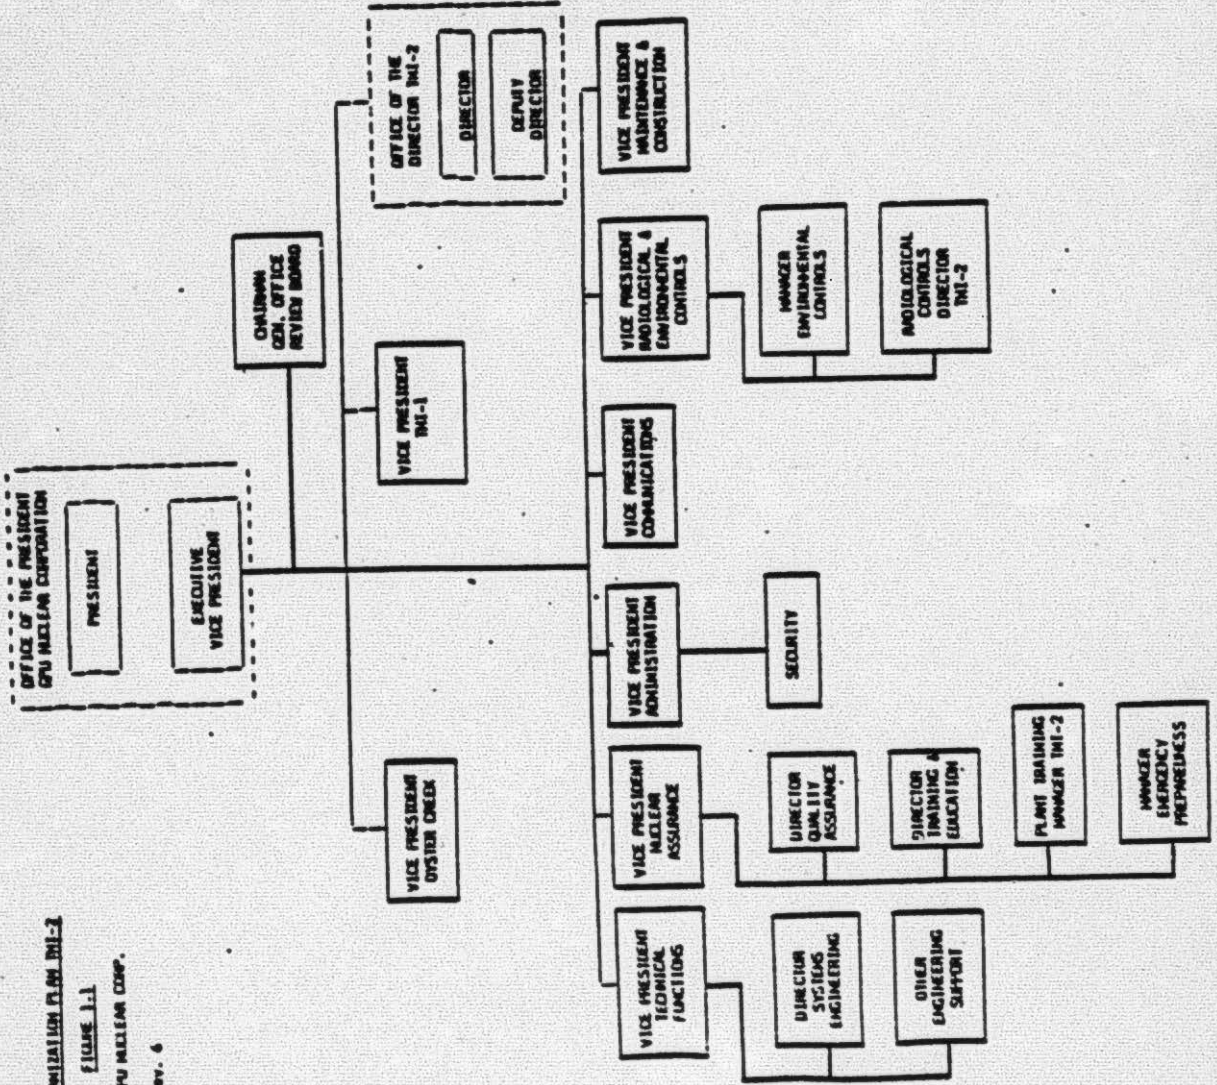 NIZATION PLAN TMI-2
FIGURE 1.1
PU NUCLEAR CORP.
ev. 6
OFFICE OF THE PRESIDENT
GPU NUCLEAR CORPORATION
PRESIDENT
EXECUTIVE
VICE PRESIDENT
CHAIRMAN
GEN. OFFICE
REVIEW BOARD
VICE PRESIDENT
OYSTER CREEK
VICE PRESIDENT
TMI-1
OFFICE OF THE
DIRECTOR TMI-2
DIRECTOR
DEPUTY
DIRECTOR
VICE PRESIDENT
TECHNICAL
FUNCTIONS
DIRECTOR
SYSTEMS
ENGINEERING
OTHER
ENGINEERING
SUPPORT
VICE PRESIDENT
NUCLEAR
ASSURANCE
DIRECTOR
QUALITY
ASSURANCE
DIRECTOR
TRAINING &
EDUCATION
PLANT TRAINING
MANAGER TMI-2
MANAGER
EMERGENCY
PREPAREDNESS
VICE PRESIDENT
ADMINISTRATION
SECURITY
VICE PRESIDENT
COMMUNICATIONS
VICE PRESIDENT
RADIOLOGICAL &
ENVIRONMENTAL
CONTROLS
MANAGER
ENVIRONMENTAL
CONTROLS
RADIOLOGICAL
CONTROLS
DIRECTOR
TMI-2
VICE PRESIDENT
MAINTENANCE &
CONSTRUCTION